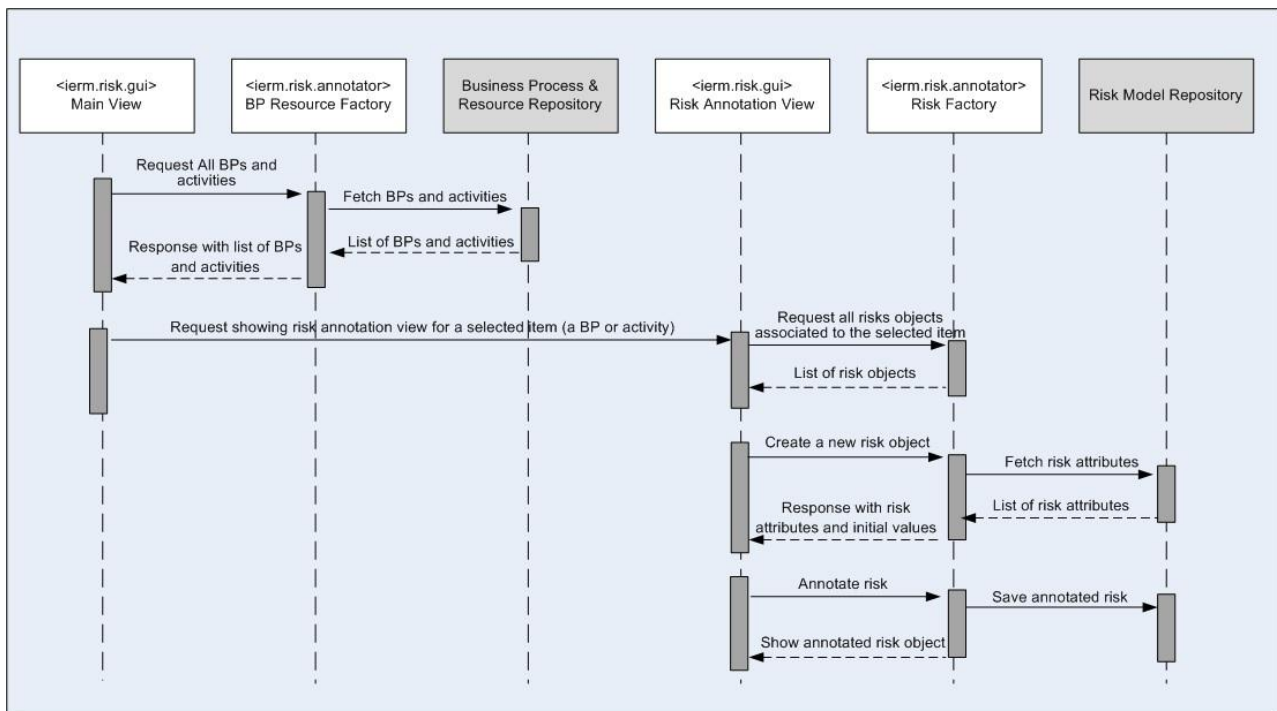 <ierm.risk.gui>
Main View
<ierm.risk.annotator>
BP Resource Factory
Business Process &
Resource Repository
<ierm.risk.gui>
Risk Annotation View
<ierm.risk.annotator>
Risk Factory
Risk Model Repository
Request All BPs and
activities
Fetch BPs and activities
List of BPs and activities
Response with list of BPs
and activities
Request showing risk annotation view for a selected item (a BP or activity)
Request all risks objects
associated to the selected item
List of risk objects
Create a new risk object
Fetch risk attributes
List of risk attributes
Response with risk
attributes and initial values
Annotate risk
Save annotated risk
Show annotated risk object